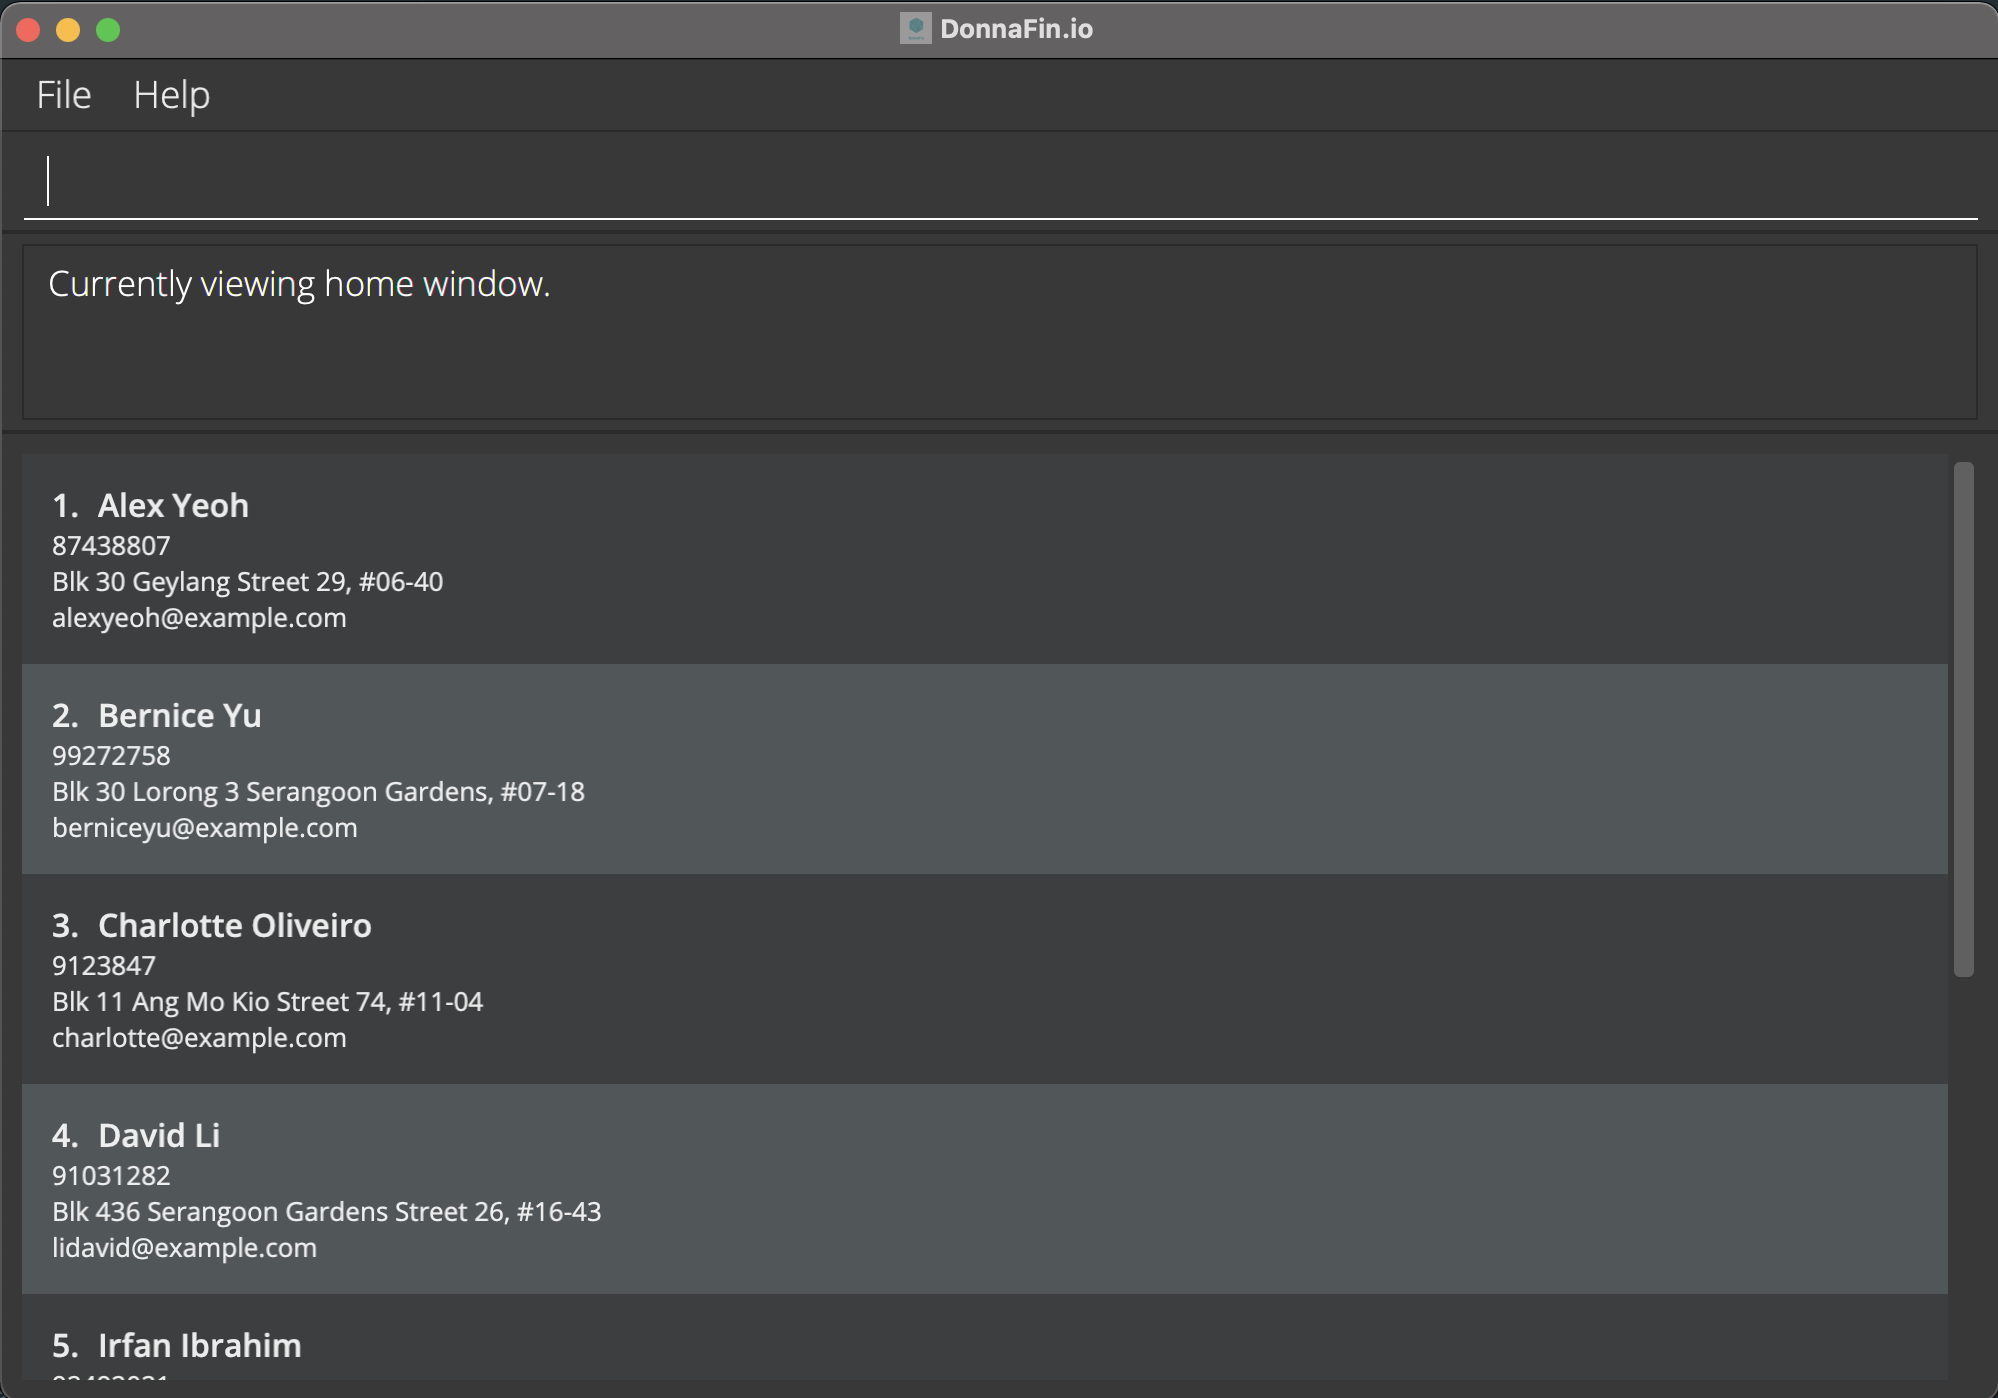 DonnaFin.io
File Help
Currently viewing home window.
1. Alex Yeoh
87438807
Blk 30 Geylang Street 29, #06-40
alexyeoh@example.com
2. Bernice Yu
99272758
Blk 30 Lorong 3 Serangoon Gardens, #07-18
berniceyu@example.com
3. Charlotte Oliveiro
9123847
Blk 11 Ang Mo Kio Street 74, #11-04
charlotte@example.com
4. David Li
91031282
Blk 436 Serangoon Gardens Street 26, #16-43
lidavid@example.com
5. Irfan Ibrahim